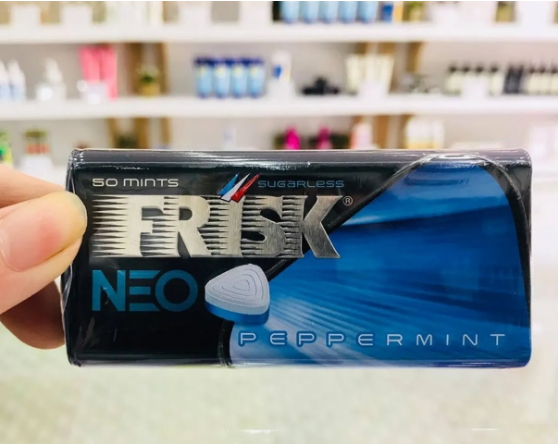 50 MINTS SUGARLESS
FRISK®
NEO
PEPPERMINT